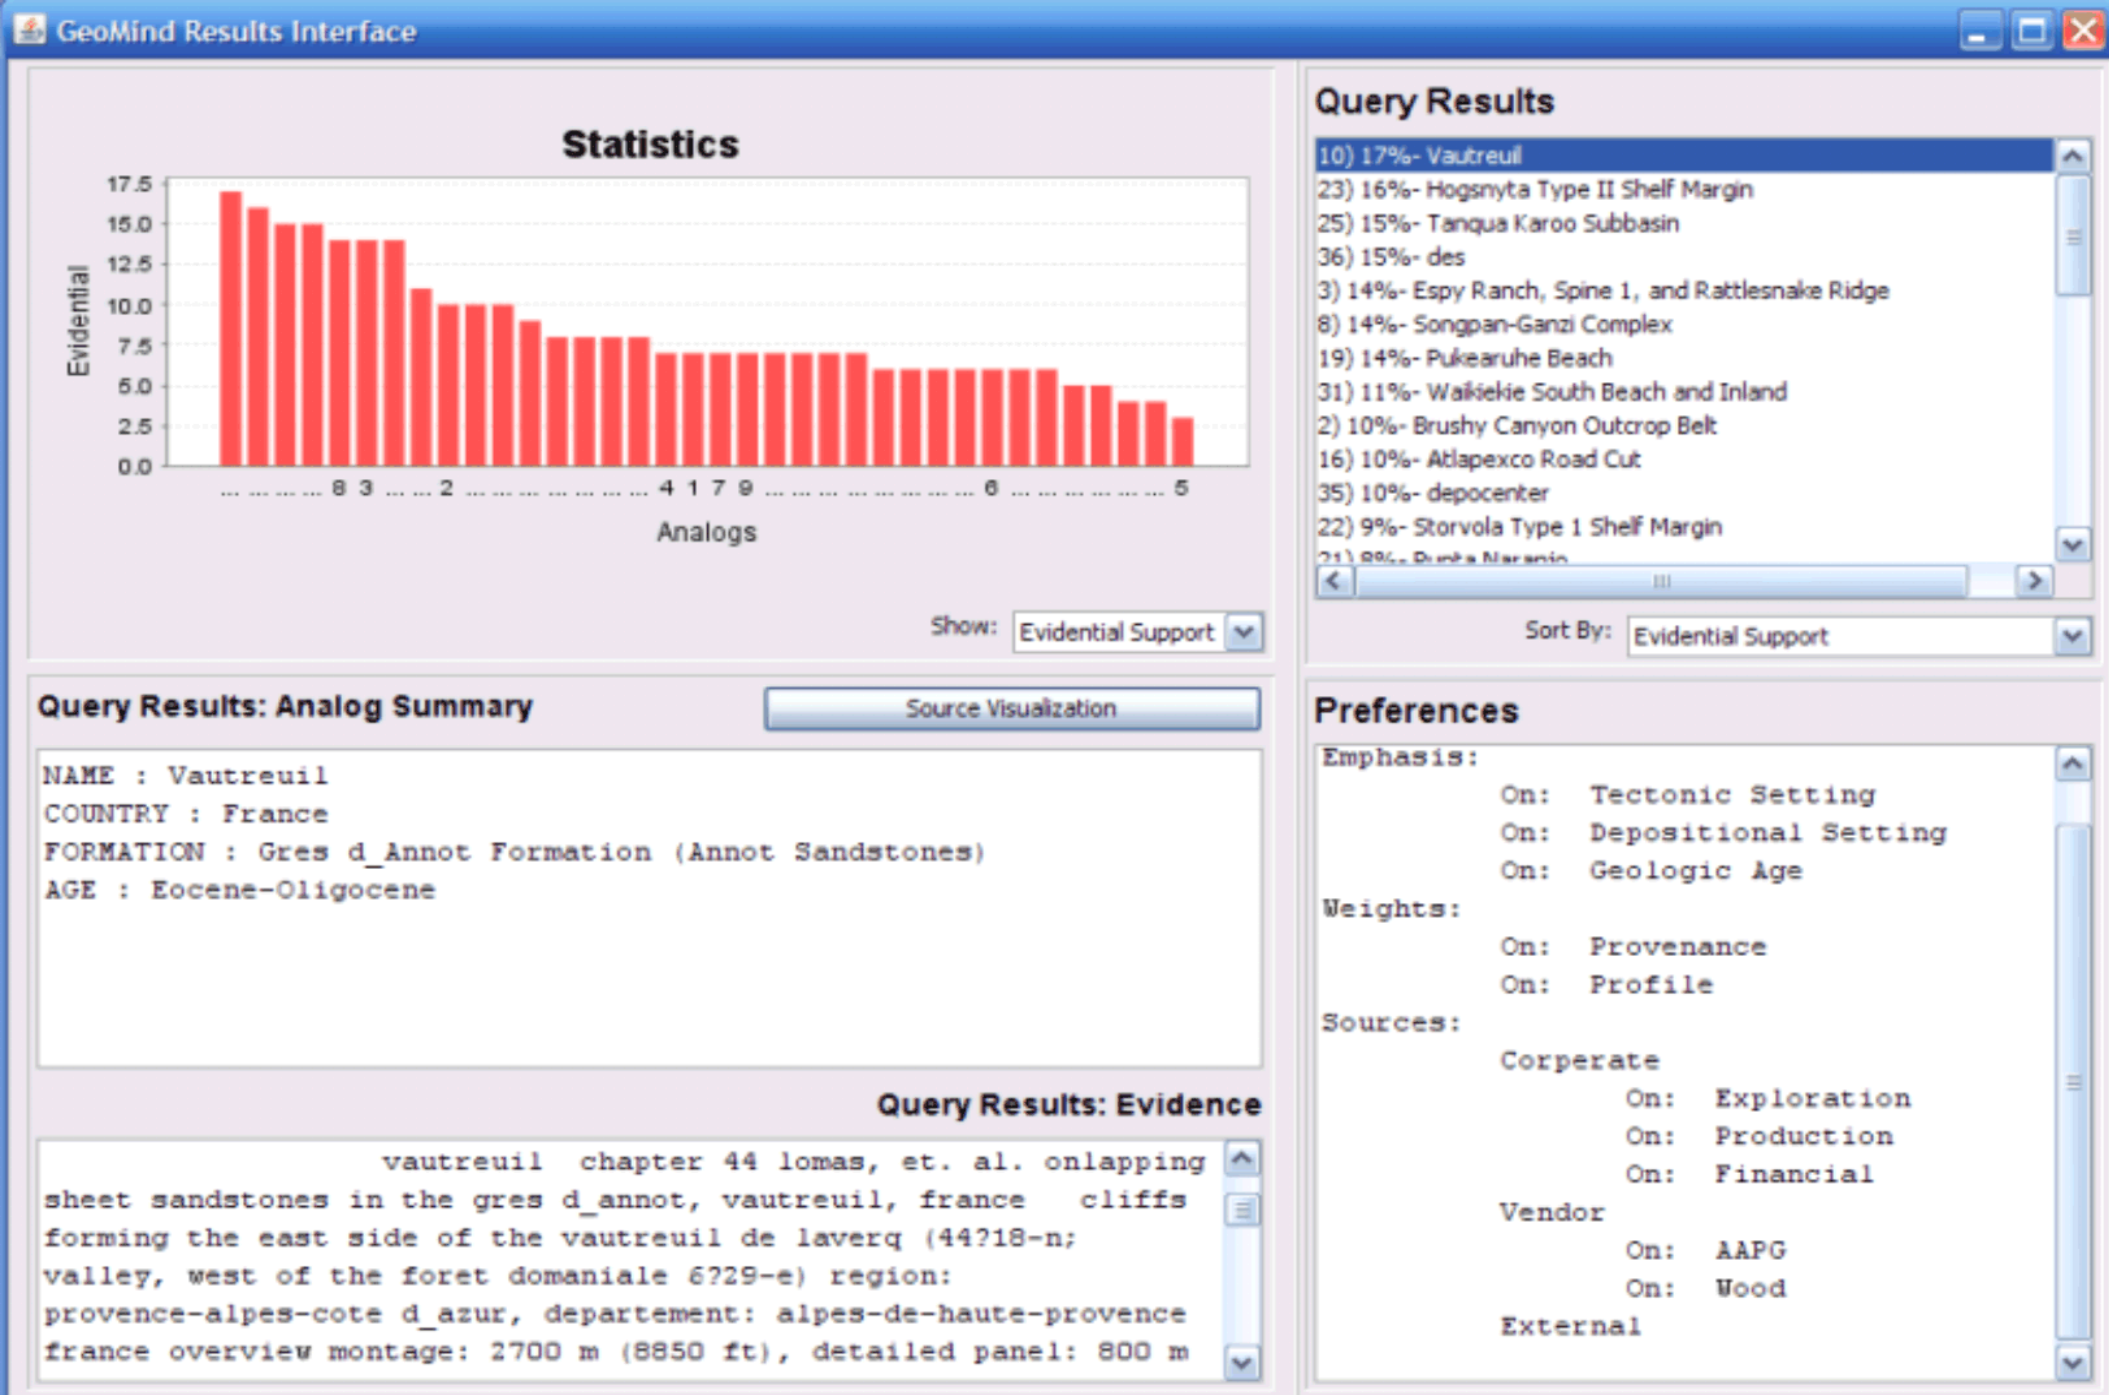 GeoMind Results Interface
Statistics
17.5
15.0
12.5
10.0
7.5
5.0
2.5
0.0
Evidential
... ... ... ... 8 3 ... ... 2 ... ... ... ... ... ... ... 4 1 7 9 ... ... ... ... ... ... ... ... 6 ... ... ... ... ... ... 5
Analogs
Show: Evidential Support
Query Results
10) 17%- Vautreuil
23) 16%- Hogsnyta Type II Shelf Margin
25) 15%- Tanqua Karoo Subbasin
36) 15%- des
3) 14%- Espy Ranch, Spine 1, and Rattlesnake Ridge
8) 14%- Songpan-Ganzi Complex
19) 14%- Pukearuhe Beach
31) 11%- Waikiekie South Beach and Inland
2) 10%- Brushy Canyon Outcrop Belt
16) 10%- Atlapexco Road Cut
35) 10%- depocenter
22) 9%- Storvola Type 1 Shelf Margin
21) 8%- Punta Naranjo
Sort By: Evidential Support
Query Results: Analog Summary
Source Visualization
NAME : Vautreuil
COUNTRY : France
FORMATION : Gres d_Annot Formation (Annot Sandstones)
AGE : Eocene-Oligocene
Query Results: Evidence
vautreuil chapter 44 lomas, et. al. onlapping
sheet sandstones in the gres d_annot, vautreuil, france cliffs
forming the east side of the vautreuil de laverq (44?18-n;
valley, west of the foret domaniale 6?29-e) region:
provence-alpes-cote d_azur, departement: alpes-de-haute-provence
france overview montage: 2700 m (8850 ft), detailed panel: 800 m
Preferences
Emphasis:
On: Tectonic Setting
On: Depositional Setting
On: Geologic Age
Weights:
On: Provenance
On: Profile
Sources:
Corperate
On: Exploration
On: Production
On: Financial
Vendor
On: AAPG
On: Wood
External